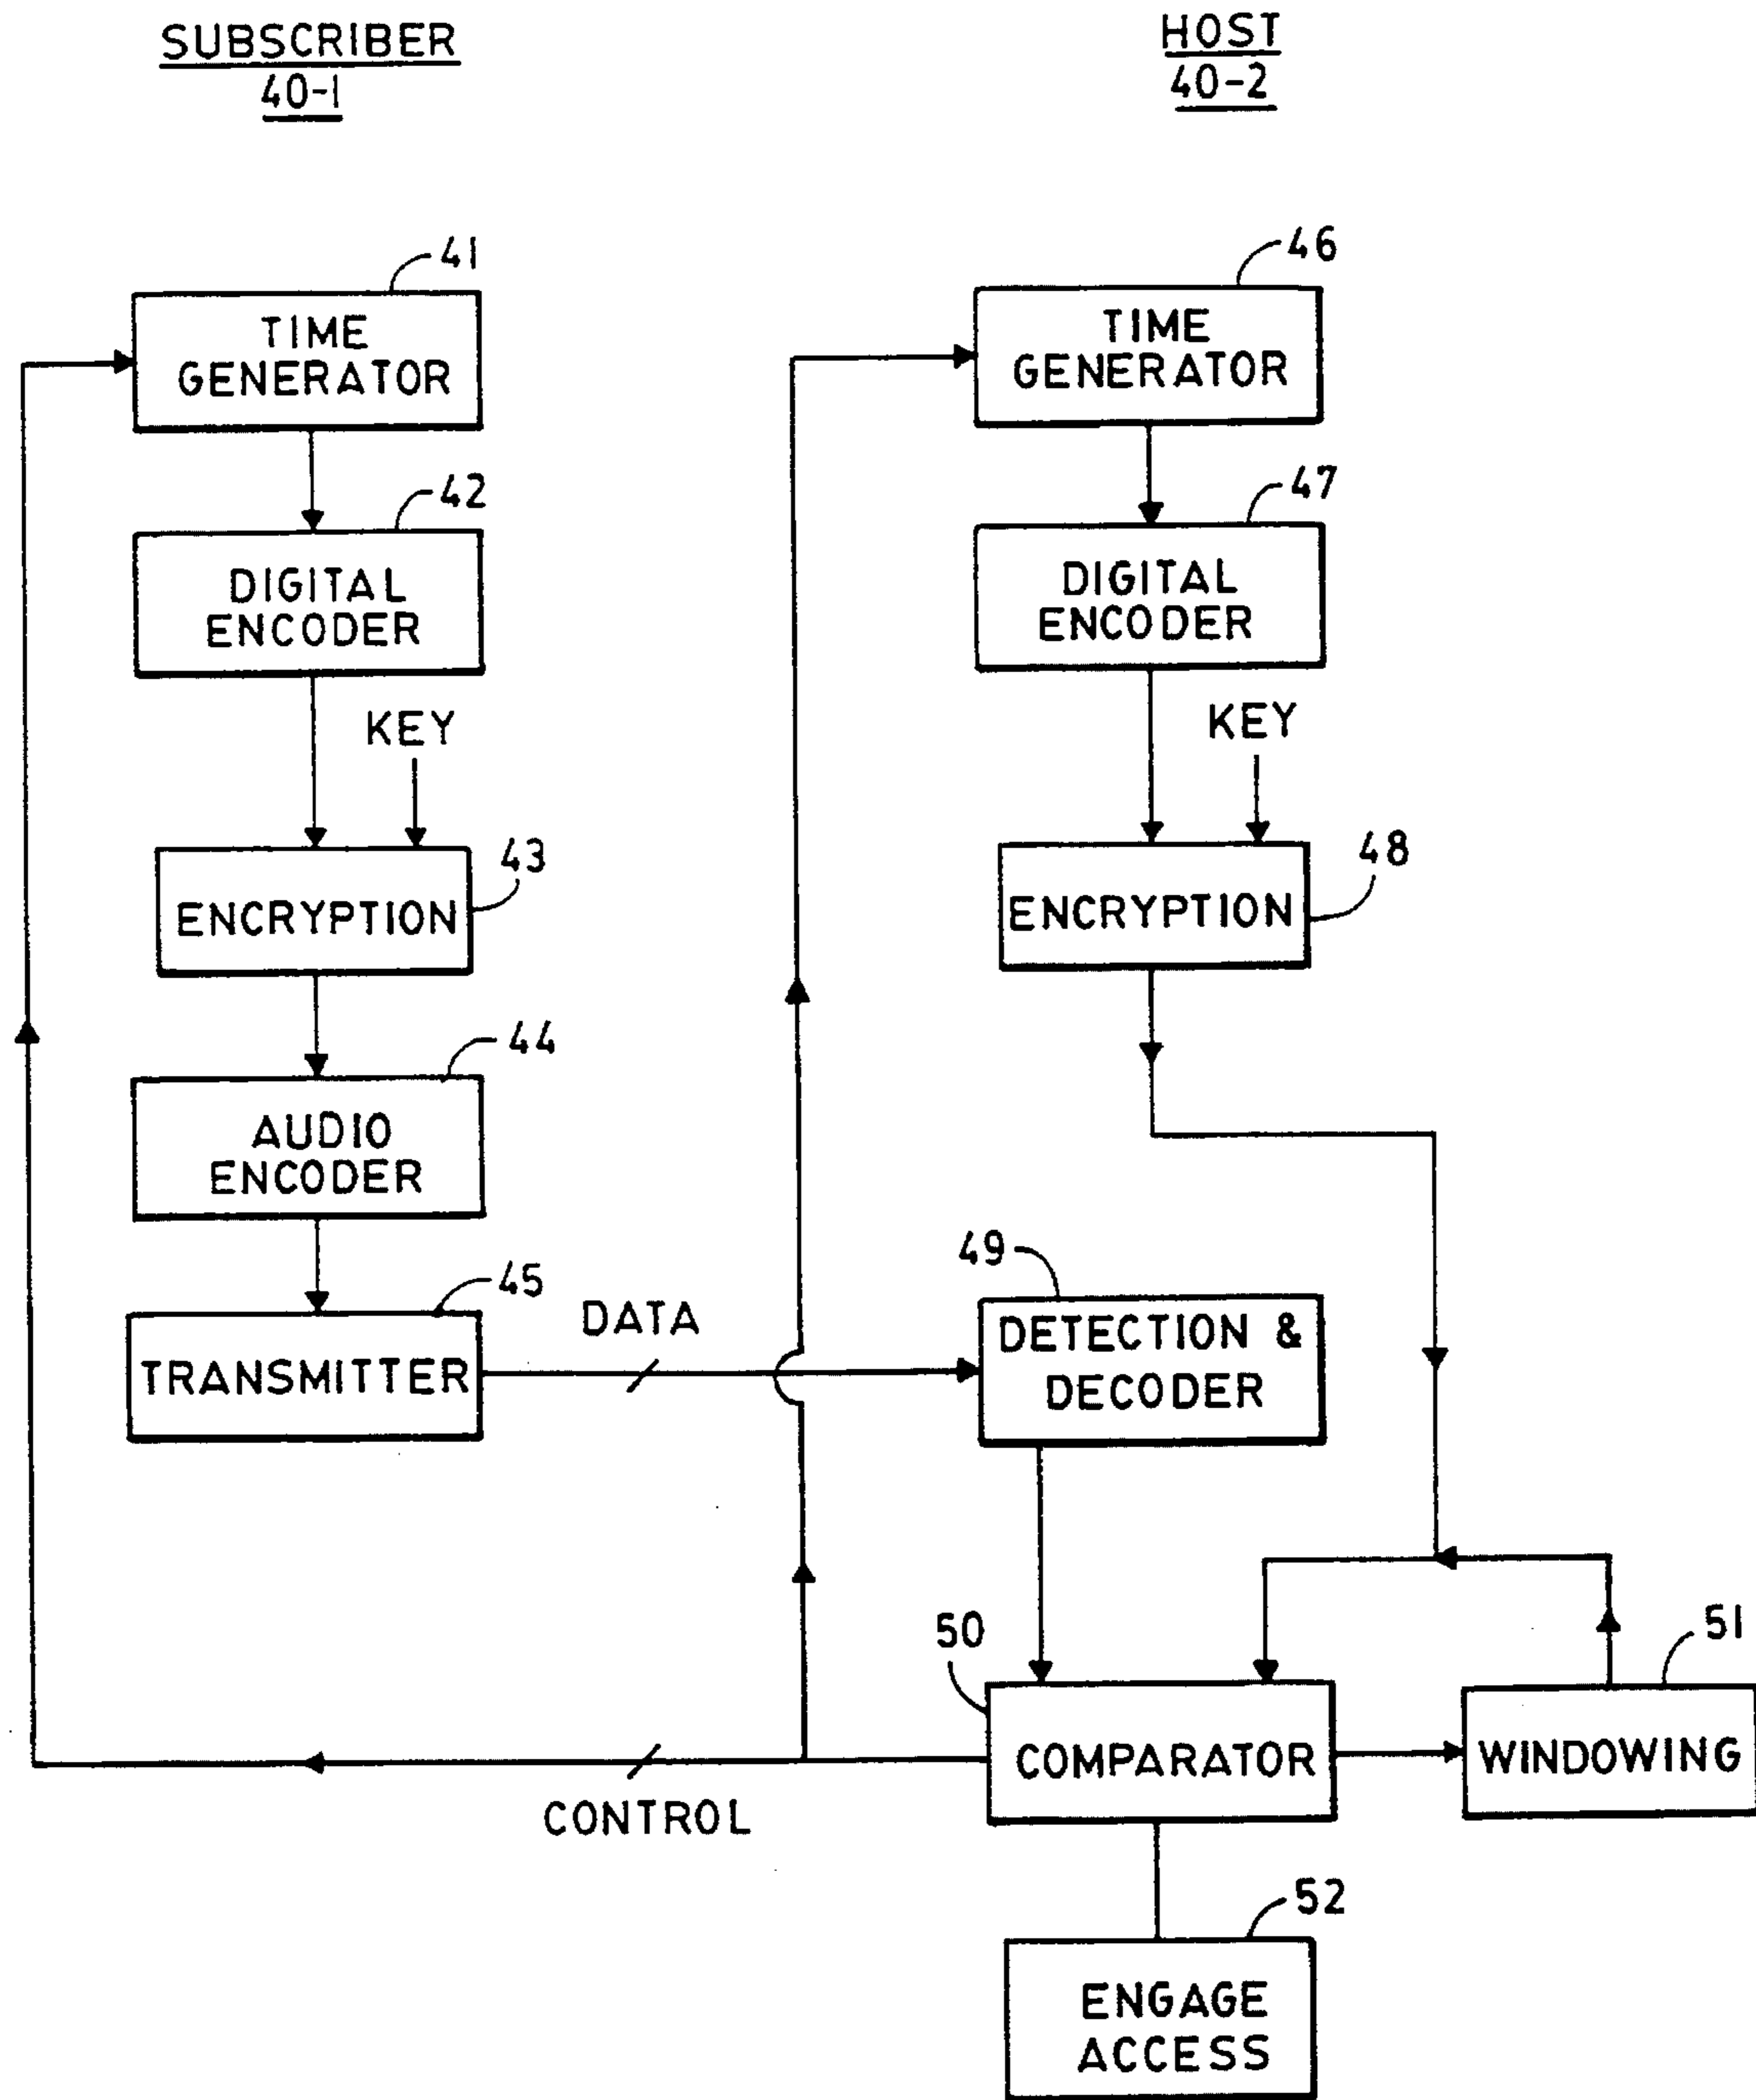 SUBSCRIBER
40-1
HOST
40-2
41
TIME
GENERATOR
42
DIGITAL
ENCODER
KEY
43
ENCRYPTION
44
AUDIO
ENCODER
45
TRANSMITTER
DATA
46
TIME
GENERATOR
47
DIGITAL
ENCODER
KEY
48
ENCRYPTION
49
DETECTION &
DECODER
50
COMPARATOR
51
WINDOWING
CONTROL
52
ENGAGE
ACCESS